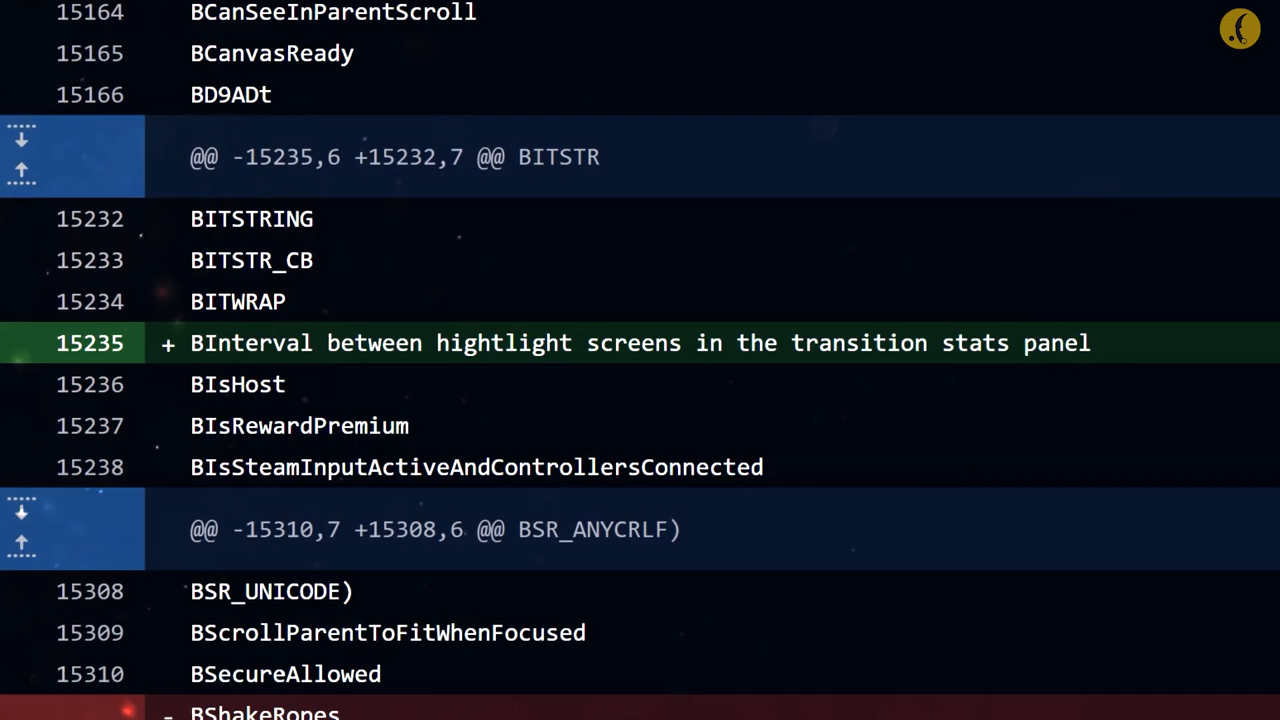 15164 BCanSeeInParentScroll
15165 BCanvasReady
15166 BD9ADt
@@ -15235,6 +15232,7 @@ BITSTR
15232 BITSTRING
15233 BITSTR_CB
15234 BITWRAP
15235 + BInterval between hightlight screens in the transition stats panel
15236 BIsHost
15237 BIsRewardPremium
15238 BIsSteamInputActiveAndControllersConnected
@@ -15310,7 +15308,6 @@ BSR_ANYCRLF)
15308 BSR_UNICODE)
15309 BScrollParentToFitWhenFocused
15310 BSecureAllowed
- BShakeRopes